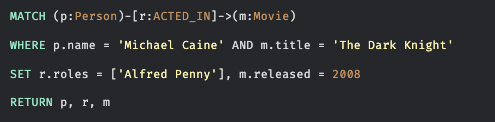 MATCH (p:Person)-[r:ACTED_IN]->(m:Movie)
WHERE p.name = 'Michael Caine' AND m.title = 'The Dark Knight'
SET r.roles = ['Alfred Penny'], m.released = 2008
RETURN p, r, m